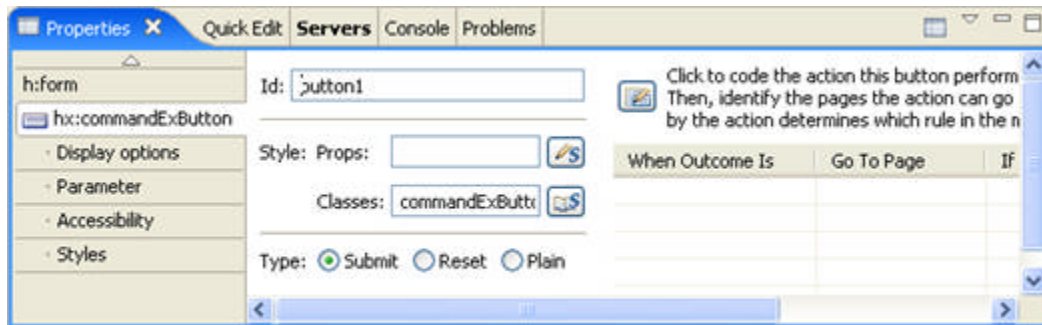 Properties Quick Edit Servers Console Problems
h:form
hx:commandExButton
Display options
Parameter
Accessibility
Styles
Id: button1
Style: Props:
Classes: commandExButto
Type: Submit Reset Plain
Click to code the action this button perform
Then, identify the pages the action can go
by the action determines which rule in the n
When Outcome Is Go To Page If